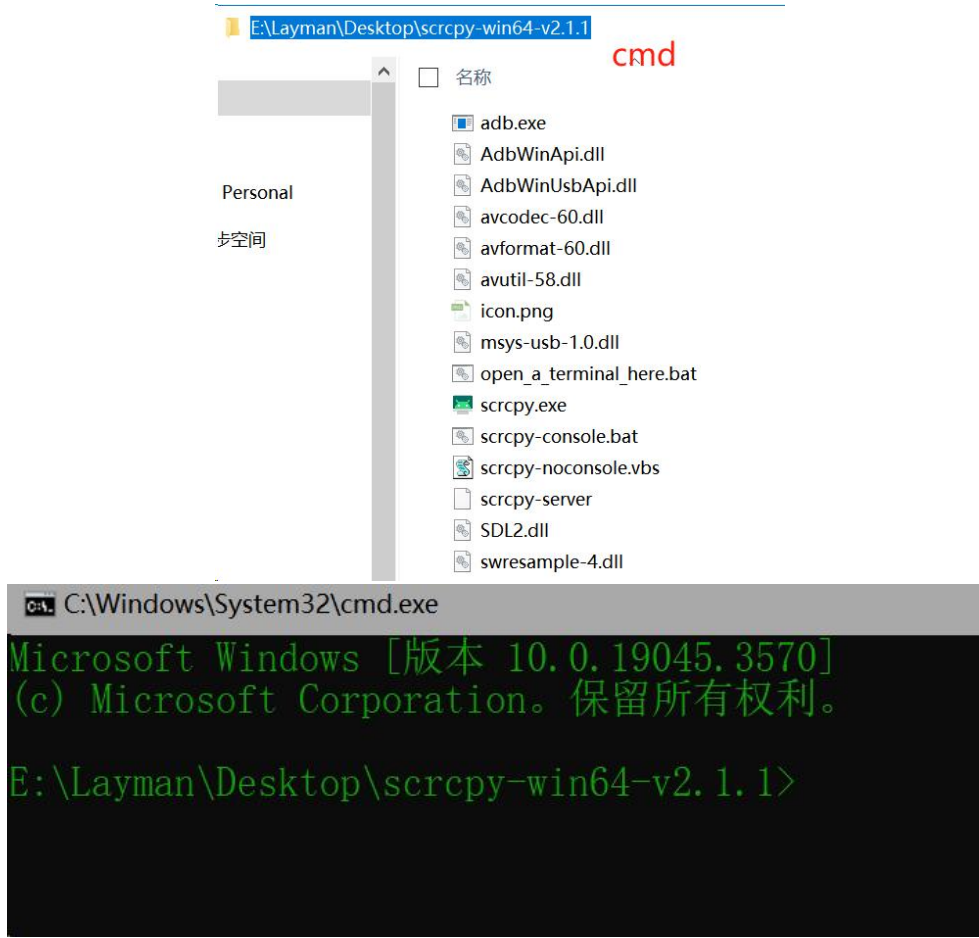 E:\Layman\Desktop\scrcpy-win64-v2.1.1
cmd
名称
adb.exe
AdbWinApi.dll
AdbWinUsbApi.dll
Personal
avcodec-60.dll
步空间
avformat-60.dll
avutil-58.dll
icon.png
msys-usb-1.0.dll
open_a_terminal_here.bat
scrcpy.exe
scrcpy-console.bat
scrcpy-noconsole.vbs
scrcpy-server
SDL2.dll
swresample-4.dll
C:\Windows\System32\cmd.exe
Microsoft Windows [版本 10.0.19045.3570]
(c) Microsoft Corporation。保留所有权利。
E:\Layman\Desktop\scrcpy-win64-v2.1.1>